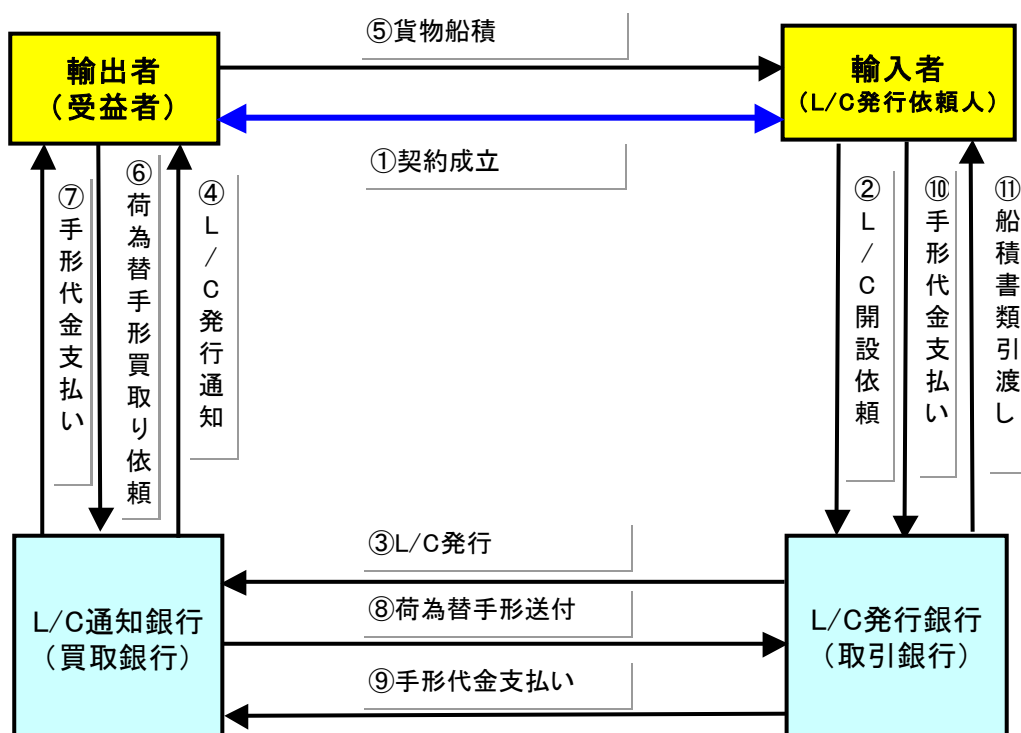 ⑤貨物船積
輸出者
（受益者）
輸入者
（L/C発行依頼人）
①契約成立
⑦手形代金支払い
⑥荷為替手形買取り依頼
④L/C発行通知
②L/C開設依頼
⑩手形代金支払い
⑪船積書類引渡し
③L/C発行
⑧荷為替手形送付
⑨手形代金支払い
L/C通知銀行
（買取銀行）
L/C発行銀行
（取引銀行）